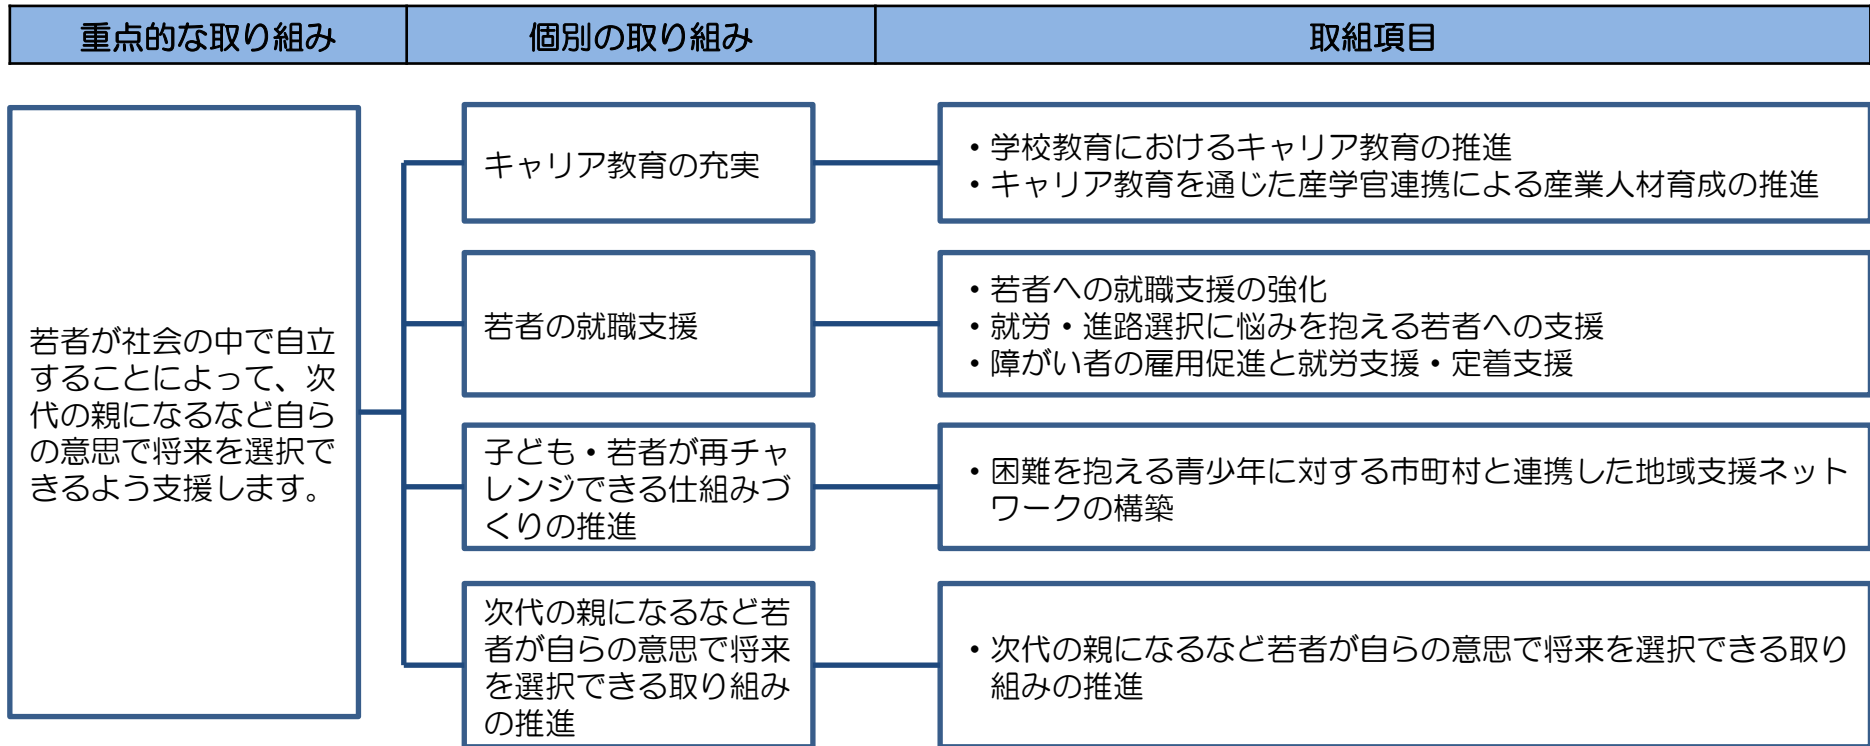 重点的な取り組み
個別の取り組み
取組項目
若者が社会の中で自立
することによって、次
代の親になるなど自ら
の意思で将来を選択で
きるよう支援します。
キャリア教育の充実
・学校教育におけるキャリア教育の推進
・キャリア教育を通じた産学官連携による産業人材育成の推進
若者の就職支援
・若者への就職支援の強化
・就労・進路選択に悩みを抱える若者への支援
・障がい者の雇用促進と就労支援・定着支援
子ども・若者が再チャ
レンジできる仕組みづ
くりの推進
・困難を抱える青少年に対する市町村と連携した地域支援ネット
ワークの構築
次代の親になるなど若
者が自らの意思で将来
を選択できる取り組み
の推進
・次代の親になるなど若者が自らの意思で将来を選択できる取り
組みの推進